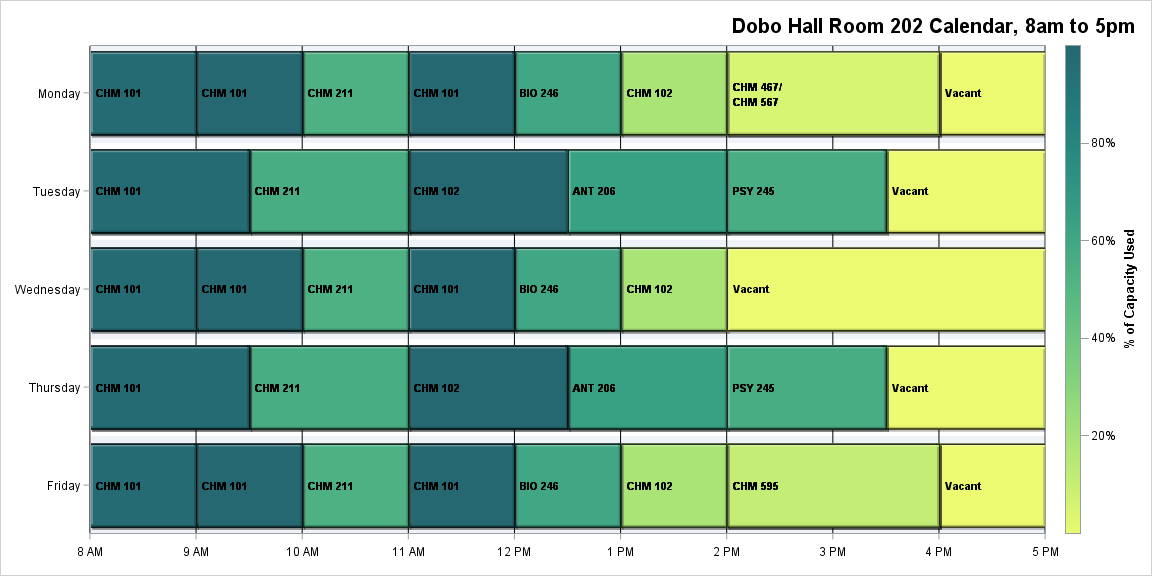 Dobo Hall Room 202 Calendar, 8am to 5pm
Monday
CHM 101
CHM 101
CHM 211
CHM 101
BIO 246
CHM 102
CHM 467/
CHM 567
Vacant
Tuesday
CHM 101
CHM 211
CHM 102
ANT 206
PSY 245
Vacant
Wednesday
CHM 101
CHM 101
CHM 211
CHM 101
BIO 246
CHM 102
Vacant
Thursday
CHM 101
CHM 211
CHM 102
ANT 206
PSY 245
Vacant
Friday
CHM 101
CHM 101
CHM 211
CHM 101
BIO 246
CHM 102
CHM 595
Vacant
8 AM
9 AM
10 AM
11 AM
12 PM
1 PM
2 PM
3 PM
4 PM
5 PM
80%
60%
40%
20%
% of Capacity Used